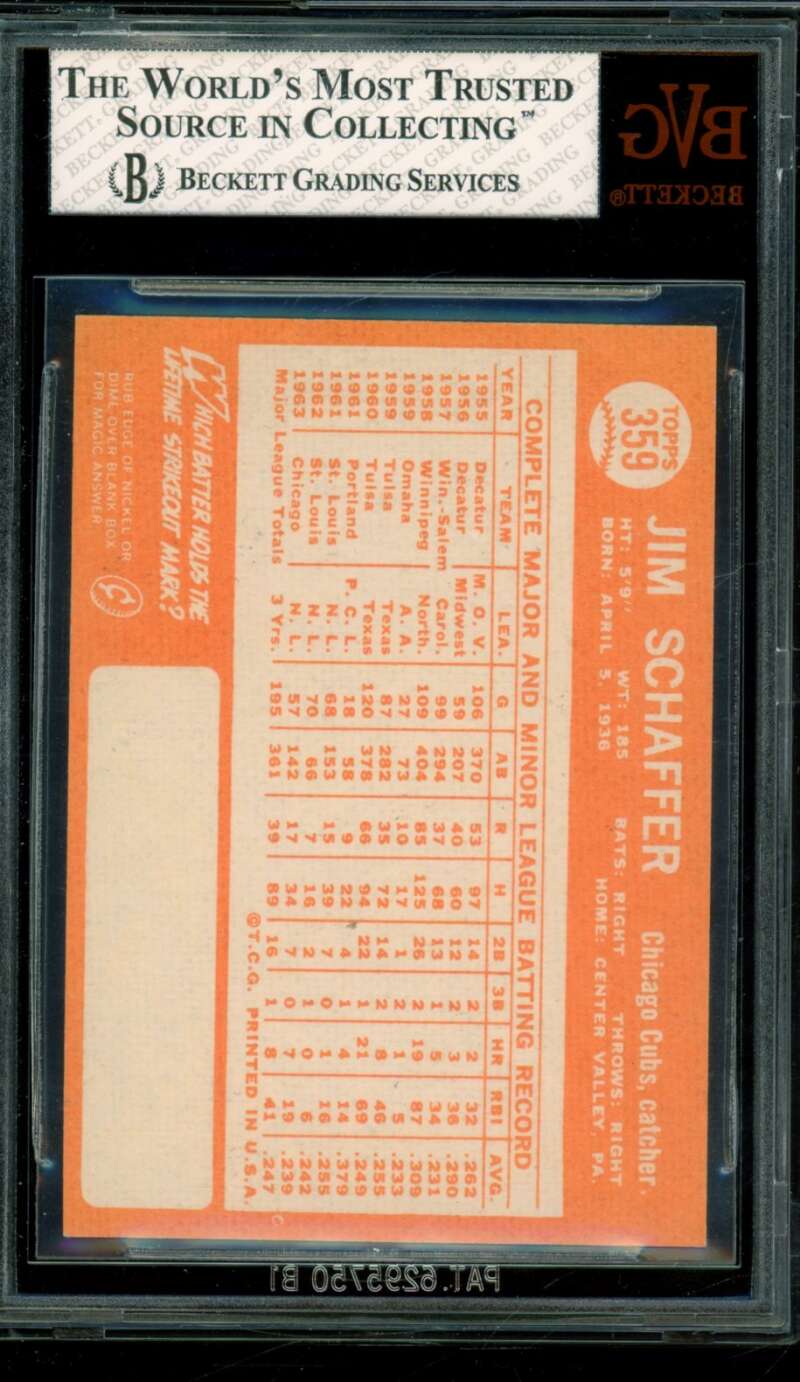 THE WORLD'S MOST TRUSTED
SOURCE IN COLLECTING™
B BECKETT GRADING SERVICES
BVG
BECKETT®
TOPPS
359
JIM SCHAFFER Chicago Cubs, catcher.
HT: 5'9" WT: 185 BATS: RIGHT THROWS: RIGHT
BORN: APRIL 5, 1936 HOME: CENTER VALLEY, PA.
COMPLETE MAJOR AND MINOR LEAGUE BATTING RECORD
YEAR TEAM LEA. G AB R H 2B 3B HR RBI AVG.
1955 Decatur M. O. V. 106 370 53 97 14 2 2 32 .262
1956 Decatur Midwest 59 207 40 60 12 2 3 36 .290
1957 Win.-Salem Carol. 99 294 37 68 13 1 5 34 .231
1958 Winnipeg North. 109 404 85 125 26 2 19 87 .309
1959 Omaha A. A. 27 73 10 17 1 2 1 5 .233
1959 Tulsa Texas 87 282 35 72 14 2 8 46 .255
1960 Tulsa Texas 120 378 66 94 22 1 21 69 .249
1961 Portland P. C. L. 18 58 9 22 4 1 4 14 .379
1961 St. Louis N. L. 68 153 15 39 7 0 1 16 .255
1962 St. Louis N. L. 70 66 7 16 2 1 0 6 .242
1963 Chicago N. L. 57 142 17 34 7 0 7 19 .239
Major League Totals 3 Yrs. 195 361 39 89 16 1 8 41 .247
©T.C.G. PRINTED IN U.S.A.
WHICH BATTER HOLDS THE
LIFETIME STRIKEOUT MARK?
RUB EDGE OF NICKEL OR
DIME OVER BLANK BOX
FOR MAGIC ANSWER
PAT.6295750 B1